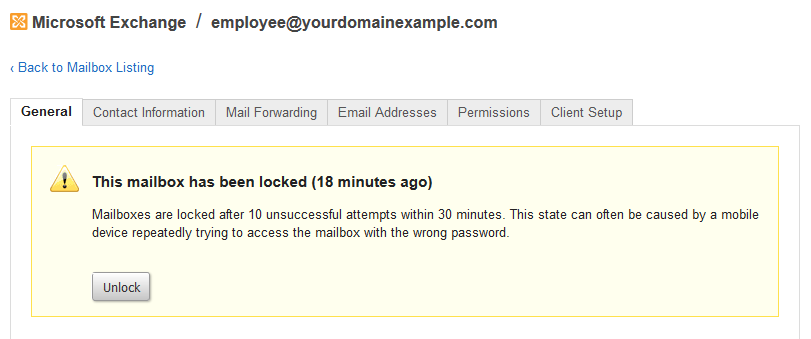 Microsoft Exchange / employee@yourdomainexample.com
‹ Back to Mailbox Listing
General Contact Information Mail Forwarding Email Addresses Permissions Client Setup
This mailbox has been locked (18 minutes ago)
Mailboxes are locked after 10 unsuccessful attempts within 30 minutes. This state can often be caused by a mobile
device repeatedly trying to access the mailbox with the wrong password.
Unlock